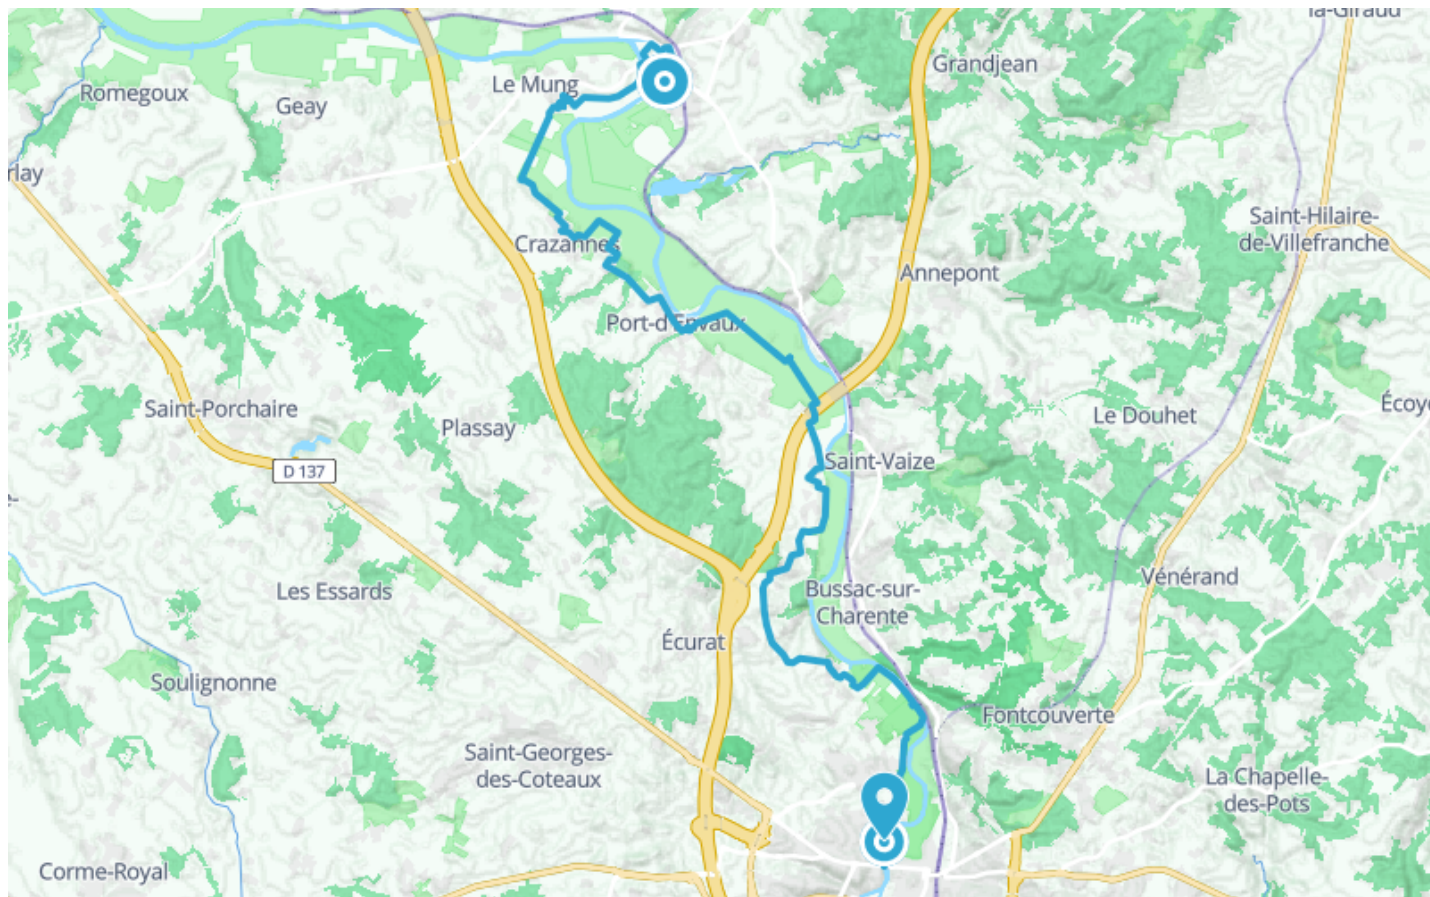 la-Giraud
Grandjean
Le Mung
Romegoux
Geay
rlay
Saint-Hilaire-
de-Villefranche
Crazannes
Annepont
Port-d'Envaux
Saint-Porchaire
Écoy
Le Douhet
Plassay
Saint-Vaize
D 137
Vénérand
Les Essards
Bussac-sur-
Charente
Écurat
Soulignonne
Fontcouverte
Saint-Georges-
des-Coteaux
La Chapelle-
des-Pots
Corme-Royal